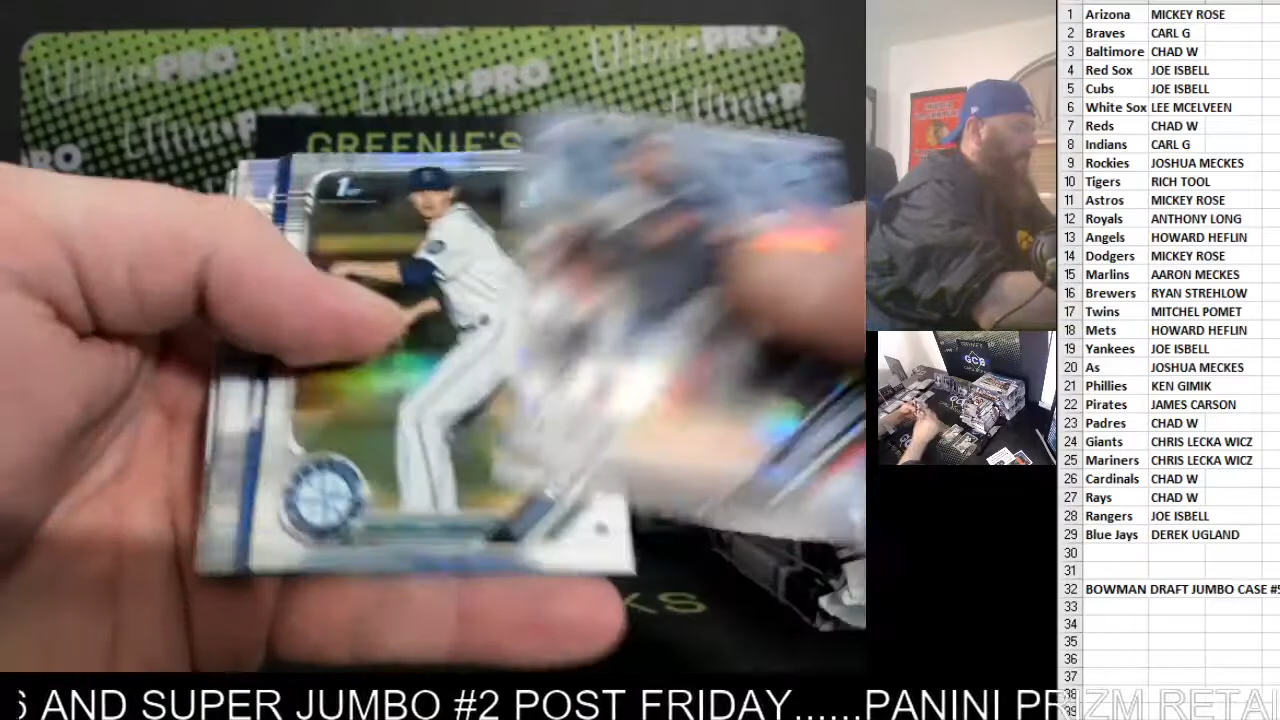 Ultra PRO
PRO
GREENIE'S
1st
GCB
KS
1 Arizona MICKEY ROSE
2 Braves CARL G
3 Baltimore CHAD W
4 Red Sox JOE ISBELL
5 Cubs JOE ISBELL
6 White Sox LEE MCELVEEN
7 Reds CHAD W
8 Indians CARL G
9 Rockies JOSHUA MECKES
10 Tigers RICH TOOL
11 Astros MICKEY ROSE
12 Royals ANTHONY LONG
13 Angels HOWARD HEFLIN
14 Dodgers MICKEY ROSE
15 Marlins AARON MECKES
16 Brewers RYAN STREHLOW
17 Twins MITCHEL POMET
18 Mets HOWARD HEFLIN
19 Yankees JOE ISBELL
20 As JOSHUA MECKES
21 Phillies KEN GIMIK
22 Pirates JAMES CARSON
23 Padres CHAD W
24 Giants CHRIS LECKA WICZ
25 Mariners CHRIS LECKA WICZ
26 Cardinals CHAD W
27 Rays CHAD W
28 Rangers JOE ISBELL
29 Blue Jays DEREK UGLAND
30
31
32 BOWMAN DRAFT JUMBO CASE #5
33
34
35
36
37
38
39
S AND SUPER JUMBO #2 POST FRIDAY......PANINI PRIZM RETAI